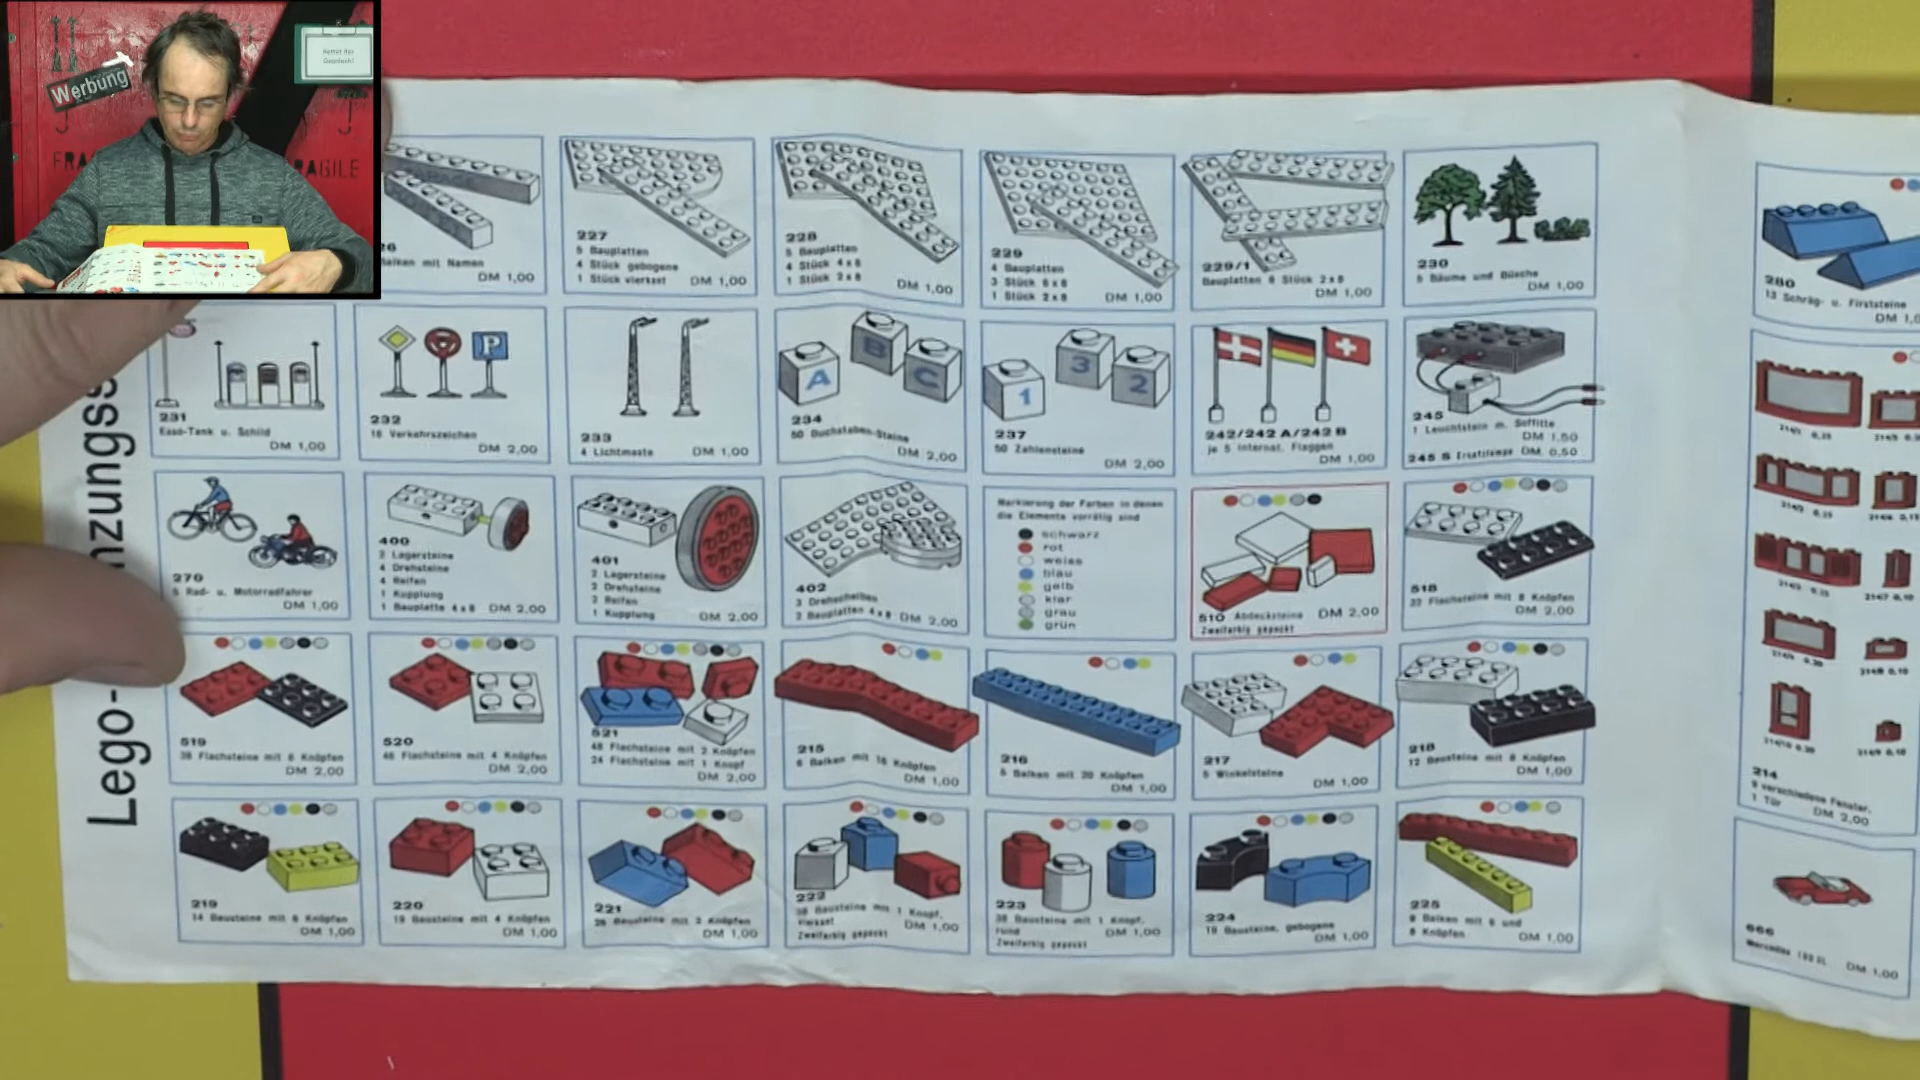 Werbung
Kommt Aus
FRA
RAGILE
Balken mit Namen
DM 1,00
227
5 Bauplatten
4 Stück gebogene
1 Stück vierkant DM 1,00
228
5 Bauplatten
4 Stück 4x8
1 Stück 2x8 DM 1,00
229
4 Bauplatten
3 Stück 6x8
1 Stück 2x8 DM 1,00
229/1
Bauplatten 6 Stück 2x8
DM 1,00
230
6 Bäume und Büsche
DM 1,00
280
13 Schräg- u. Firststeine
231
Esso-Tank u. Schild
DM 1,00
P
232
16 Verkehrszeichen
DM 2,00
233
4 Lichtmaste DM 1,00
A B C
234
50 Buchstaben-Steine
DM 2,00
1 3 2
237
50 Zahlensteine
DM 2,00
242/242 A/242 B
je 5 internat. Flaggen
DM 1,00
245
1 Leuchtstein m. Soffitte
DM 1,50
245 S Ersatzlampe DM 0,50
Lego-
270
5 Rad- u. Motorradfahrer
DM 1,00
400
2 Lagersteine
4 Drehsteine
4 Reifen
1 Kupplung
1 Bauplatte 4x8 DM 2,00
401
2 Lagersteine
2 Drehsteine
2 Reifen
1 Kupplung DM 2,00
402
3 Drehscheiben
2 Bauplatten 4x8 DM 2,00
Markierung der Farben in denen
die Elemente vorrätig sind
schwarz
rot
weiss
blau
gelb
klar
grau
grün
510 Abdecksteine DM 2,00
Zweifarbig gepackt
518
32 Flachsteine mit 8 Knöpfen
DM 2,00
519
38 Flachsteine mit 6 Knöpfen
DM 2,00
520
46 Flachsteine mit 4 Knöpfen
DM 2,00
521
48 Flachsteine mit 2 Knöpfen
24 Flachsteine mit 1 Knopf
DM 2,00
215
6 Balken mit 16 Knöpfen
DM 1,00
216
5 Balken mit 20 Knöpfen
DM 1,00
217
5 Winkelsteine
DM 1,00
218
12 Bausteine mit 8 Knöpfen
DM 1,00
214
9 verschiedene Fenster,
1 Tür DM 2,00
219
14 Bausteine mit 6 Knöpfen
DM 1,00
220
19 Bausteine mit 4 Knöpfen
DM 1,00
221
Bausteine mit 2 Knöpfen
DM 1,00
222
38 Bausteine mit 1 Knopf,
vierkant DM 1,00
Zweifarbig gepackt
223
38 Bausteine mit 1 Knopf,
rund DM 1,00
Zweifarbig gepackt
224
Bausteine, gebogene
DM 1,00
225
Balken mit 6 und
8 Knöpfen DM 1,00
666
Mercedes DM 1,00